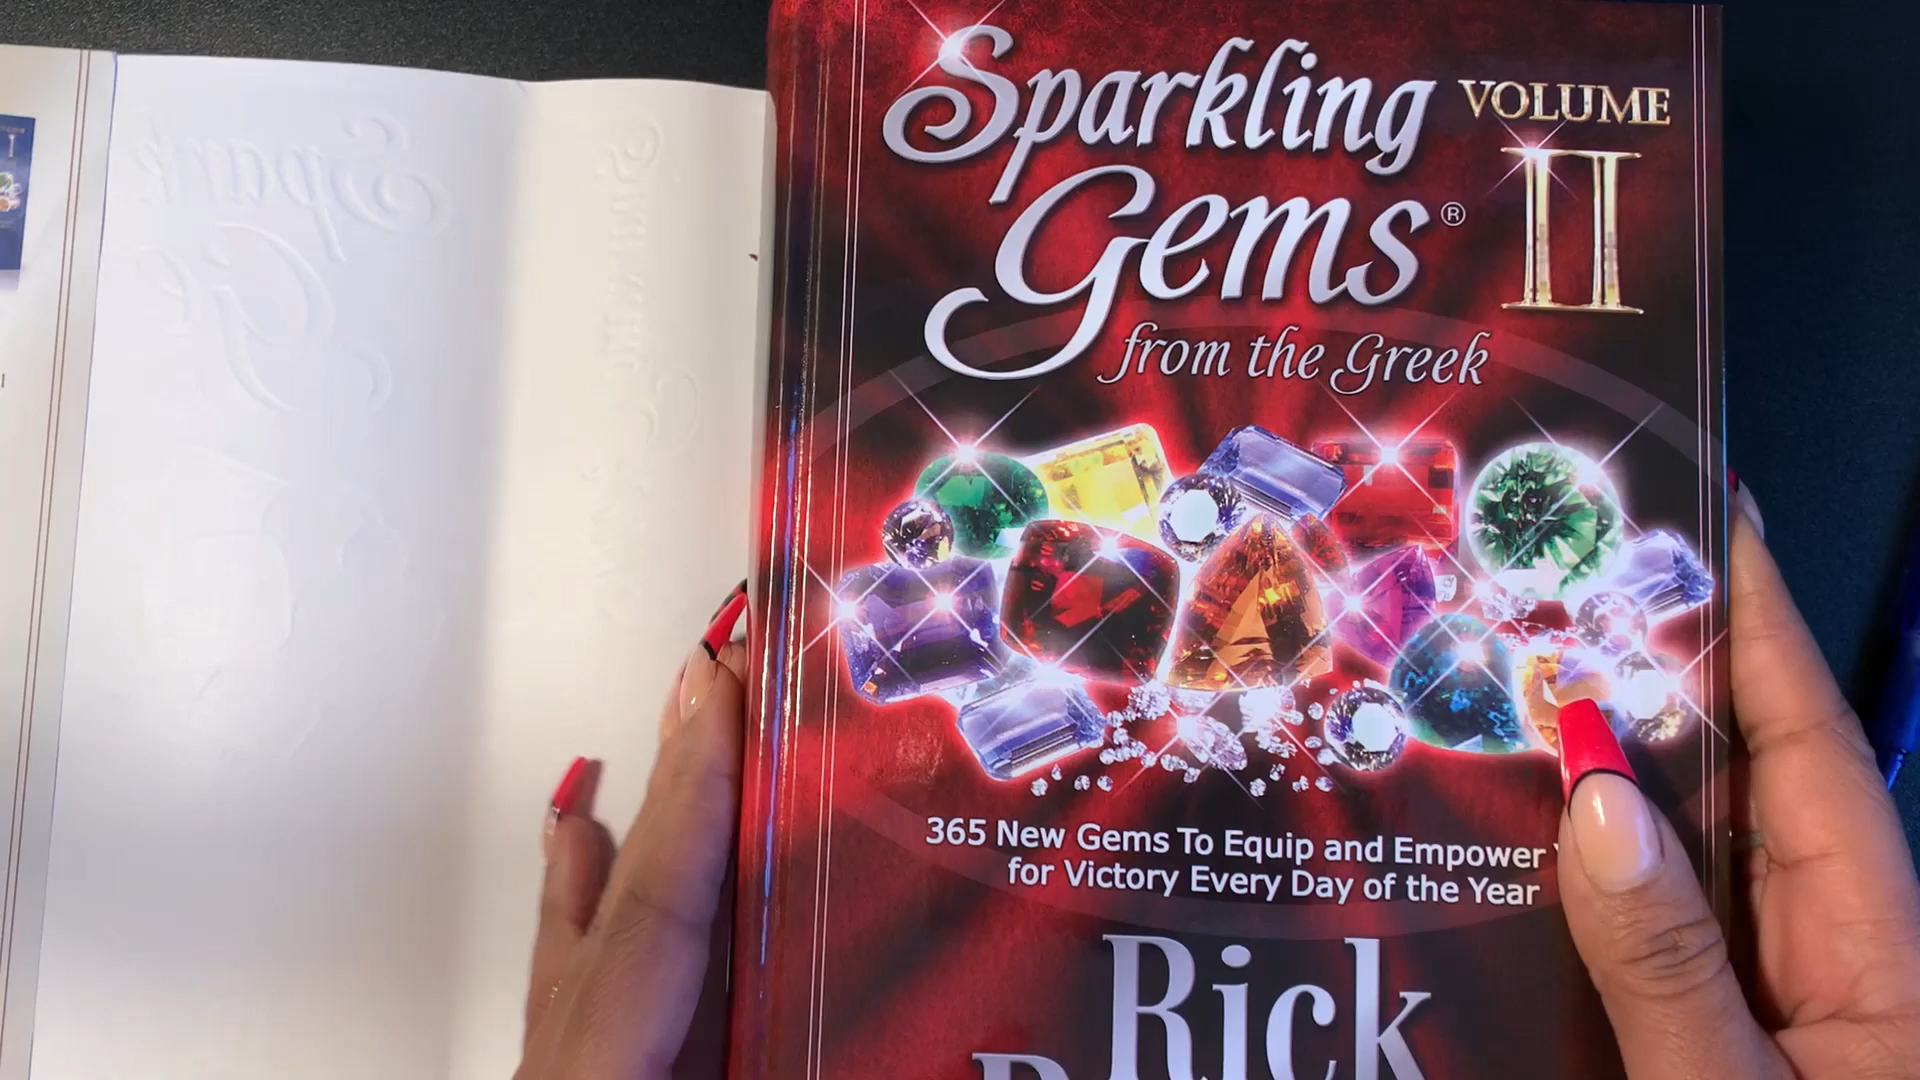 Sparkling
Gems®
VOLUME
II
from the Greek
365 New Gems To Equip and Empower
for Victory Every Day of the Year
Rick